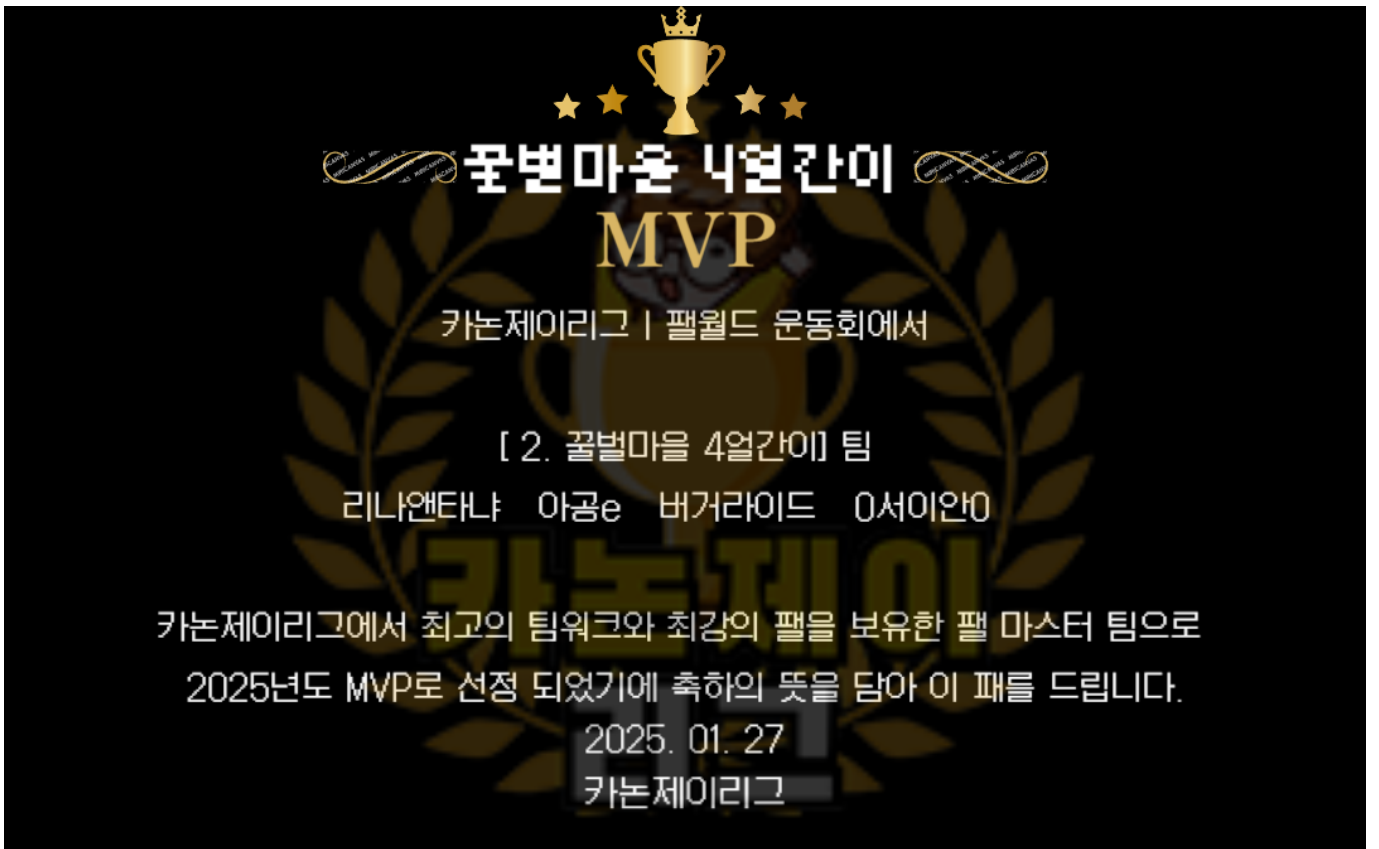 꿀벌마을 4얼간이
MVP
카논제이리그 | 팰월드 운동회에서
[ 2. 꿀벌마을 4얼간이] 팀
리나앤타냐 아공e 버거라이드 0서이안0
카논제이
카논제이리그에서 최고의 팀워크와 최강의 팰을 보유한 팰 마스터 팀으로
2025년도 MVP로 선정 되었기에 축하의 뜻을 담아 이 패를 드립니다.
리그
2025. 01. 27
카논제이리그